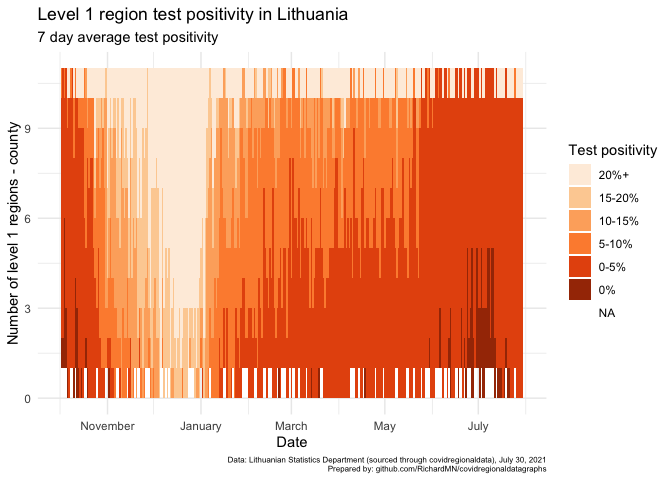 Level 1 region test positivity in Lithuania
7 day average test positivity
Number of level 1 regions - county
9
6
3
0
November January March May July
Date
Test positivity
20%+
15-20%
10-15%
5-10%
0-5%
0%
NA
Data: Lithuanian Statistics Department (sourced through covidregionaldata), July 30, 2021
Prepared by: github.com/RichardMN/covidregionaldatagraphs